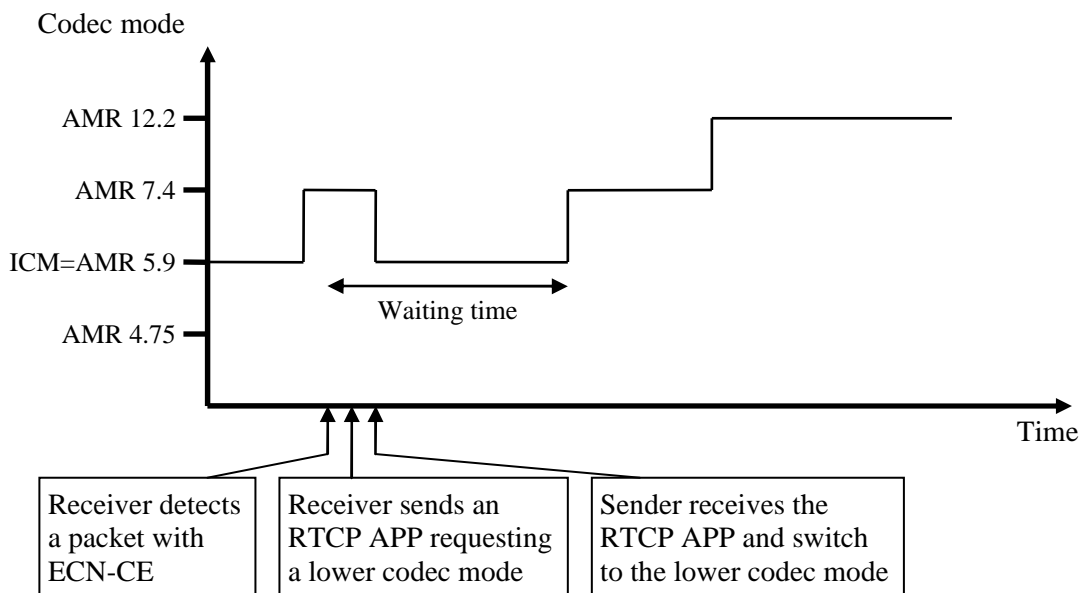 Codec mode
AMR 12.2
AMR 7.4
ICM=AMR 5.9
Waiting time
AMR 4.75
Time
Receiver detects
a packet with
ECN-CE
Receiver sends an
RTCP APP requesting
a lower codec mode
Sender receives the
RTCP APP and switch
to the lower codec mode